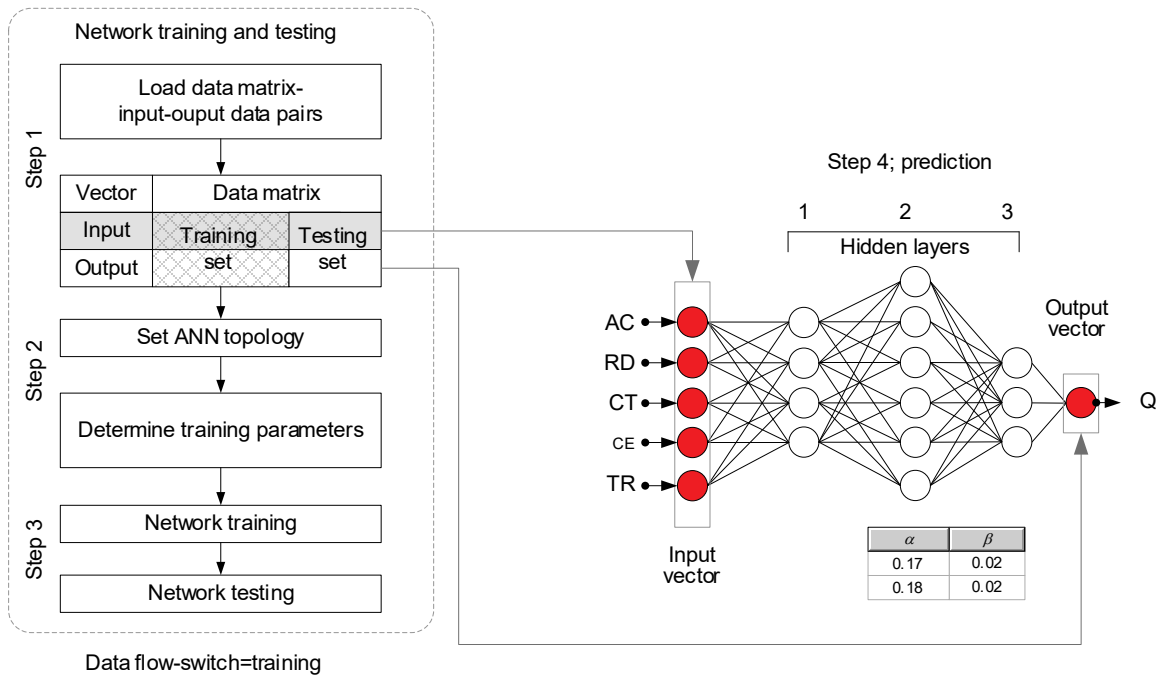 Network training and testing
Load data matrix-
input-ouput data pairs
Step 1
Vector Data matrix
Input Training Testing
set set
Output
Set ANN topology
Step 2
Determine training parameters
Step 3
Network training
Network testing
Data flow-switch=training
Step 4; prediction
1 2 3
Hidden layers
AC
RD
CT
CE
TR
Input
vector
Output
vector
Q
α β
0.17 0.02
0.18 0.02